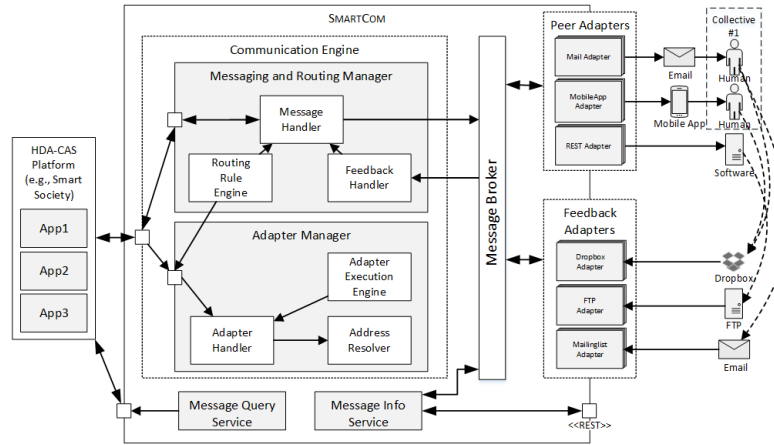 SMARTCOM
Communication Engine
Messaging and Routing Manager
Message
Handler
Routing
Rule
Engine
Feedback
Handler
Adapter Manager
Adapter
Execution
Engine
Adapter
Handler
Address
Resolver
HDA-CAS
Platform
(e.g., Smart
Society)
App1
App2
App3
Message Query
Service
Message Info
Service
Message Broker
Peer Adapters
Mail Adapter
MobileApp
Adapter
REST Adapter
Feedback
Adapters
Dropbox
Adapter
FTP
Adapter
Mailinglist
Adapter
<<REST>>
Collective
#1
Email
Human
Mobile App
Human
Software
Dropbox
FTP
Email